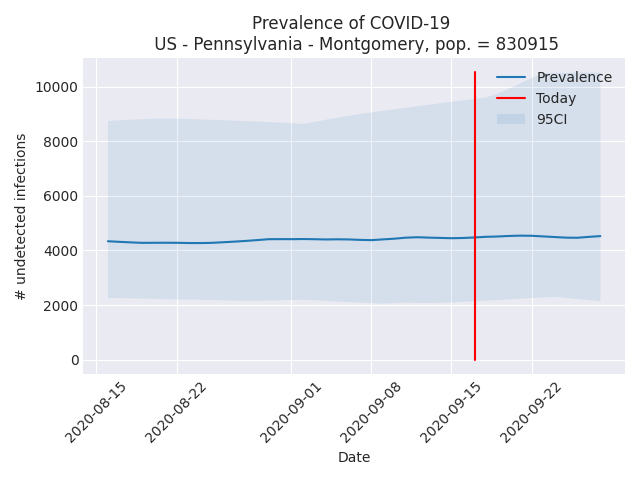 Prevalence of COVID-19
US - Pennsylvania - Montgomery, pop. = 830915
10000
8000
6000
4000
2000
0
# undetected infections
Prevalence
Today
95CI
2020-08-15
2020-08-22
2020-09-01
2020-09-08
2020-09-15
2020-09-22
Date